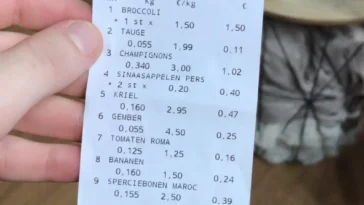 kg €/kg €
1 BROCCOLI
* 1 st x 1,50 1,50
2 TAUGE
0,055 1,99 0,11
3 CHAMPIGNONS
0,340 3,00 1,02
4 SINAASAPPELEN PERS
* 2 st x 0,20 0,40
5 KRIEL
0,160 2,95 0,47
6 GEMBER
0,055 4,50 0,25
7 TOMATEN ROMA
0,125 1,25 0,16
8 BANANEN
0,160 1,50 0,24
9 SPERCIEBONEN MAROC
0,155 2,50 0,39